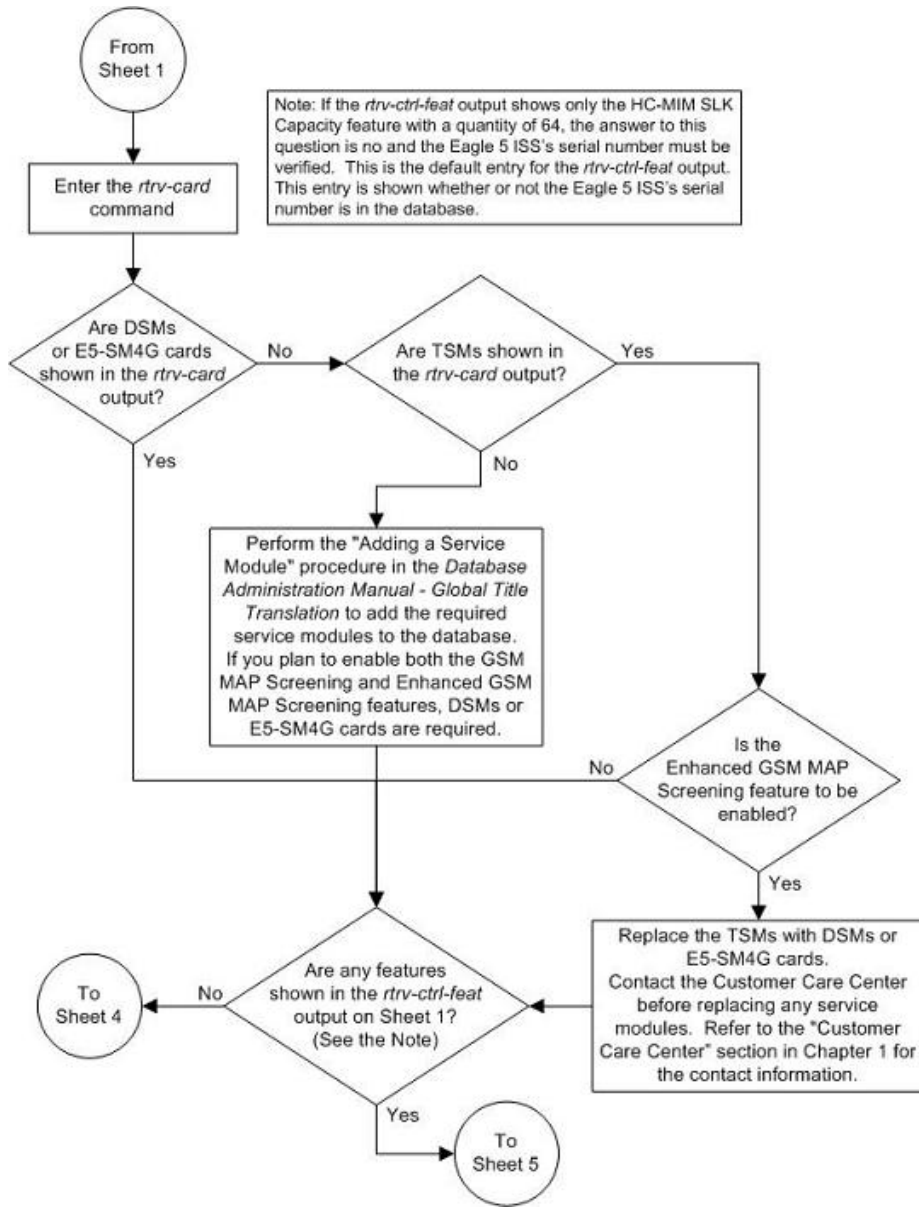 From
Sheet 1
Note: If the rtrv-ctrl-feat output shows only the HC-MIM SLK
Capacity feature with a quantity of 64, the answer to this
question is no and the Eagle 5 ISS's serial number must be
verified. This is the default entry for the rtrv-ctrl-feat output.
This entry is shown whether or not the Eagle 5 ISS's serial
number is in the database.
Enter the rtrv-card
command
Are DSMs
or E5-SM4G cards
shown in the rtrv-card
output?
No
Yes
Are TSMs shown in
the rtrv-card output?
Yes
No
Perform the "Adding a Service
Module" procedure in the Database
Administration Manual - Global Title
Translation to add the required
service modules to the database.
If you plan to enable both the GSM
MAP Screening and Enhanced GSM
MAP Screening features, DSMs or
E5-SM4G cards are required.
Is the
Enhanced GSM MAP
Screening feature to be
enabled?
No
Yes
Replace the TSMs with DSMs or
E5-SM4G cards.
Contact the Customer Care Center
before replacing any service
modules. Refer to the "Customer
Care Center" section in Chapter 1 for
the contact information.
Are any features
shown in the rtrv-ctrl-feat
output on Sheet 1?
(See the Note)
No
To
Sheet 4
Yes
To
Sheet 5